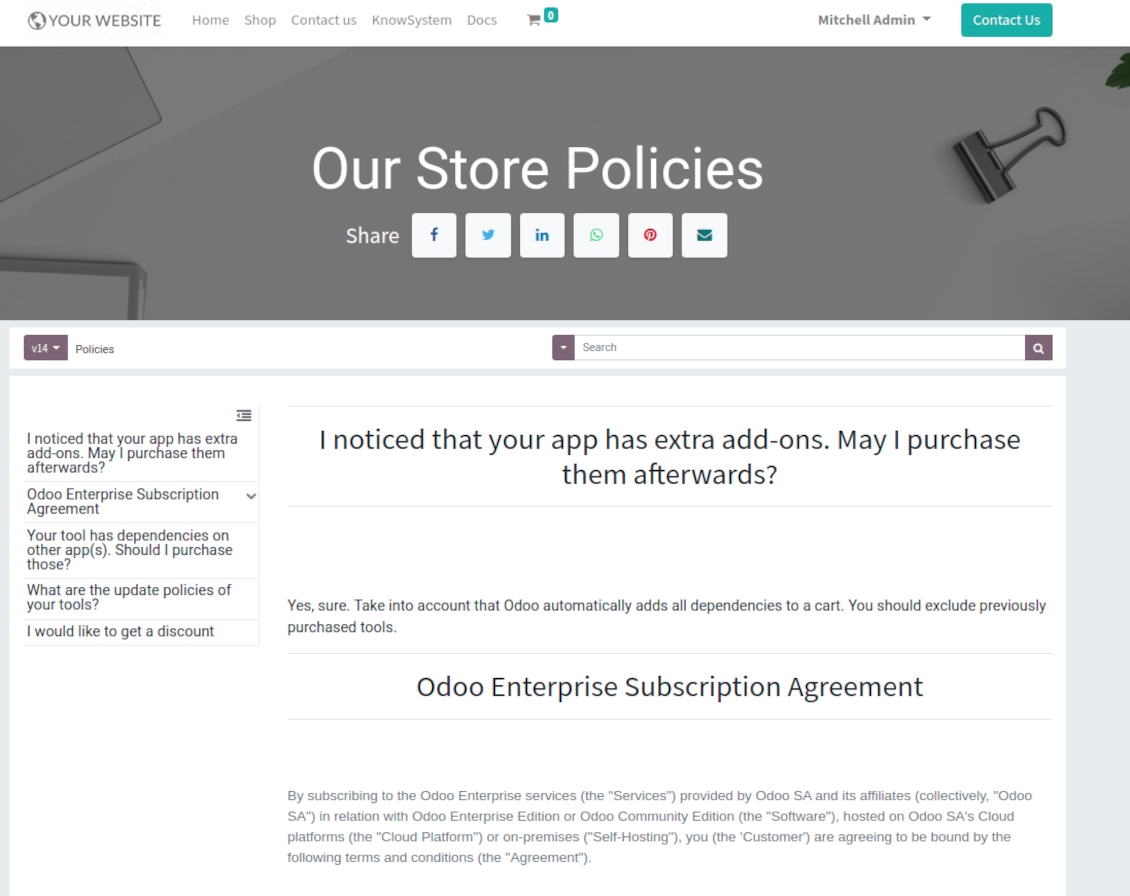 YOUR WEBSITE
Home Shop Contact us KnowSystem Docs 0 Mitchell Admin Contact Us
Our Store Policies
Share
v14 Policies Search
I noticed that your app has extra
add-ons. May I purchase them
afterwards?
Odoo Enterprise Subscription
Agreement
Your tool has dependencies on
other app(s). Should I purchase
those?
What are the update policies of
your tools?
I would like to get a discount
I noticed that your app has extra add-ons. May I purchase
them afterwards?
Yes, sure. Take into account that Odoo automatically adds all dependencies to a cart. You should exclude previously
purchased tools.
Odoo Enterprise Subscription Agreement
By subscribing to the Odoo Enterprise services (the "Services") provided by Odoo SA and its affiliates (collectively, "Odoo
SA") in relation with Odoo Enterprise Edition or Odoo Community Edition (the "Software"), hosted on Odoo SA's Cloud
platforms (the "Cloud Platform") or on-premises ("Self-Hosting"), you (the 'Customer') are agreeing to be bound by the
following terms and conditions (the "Agreement").